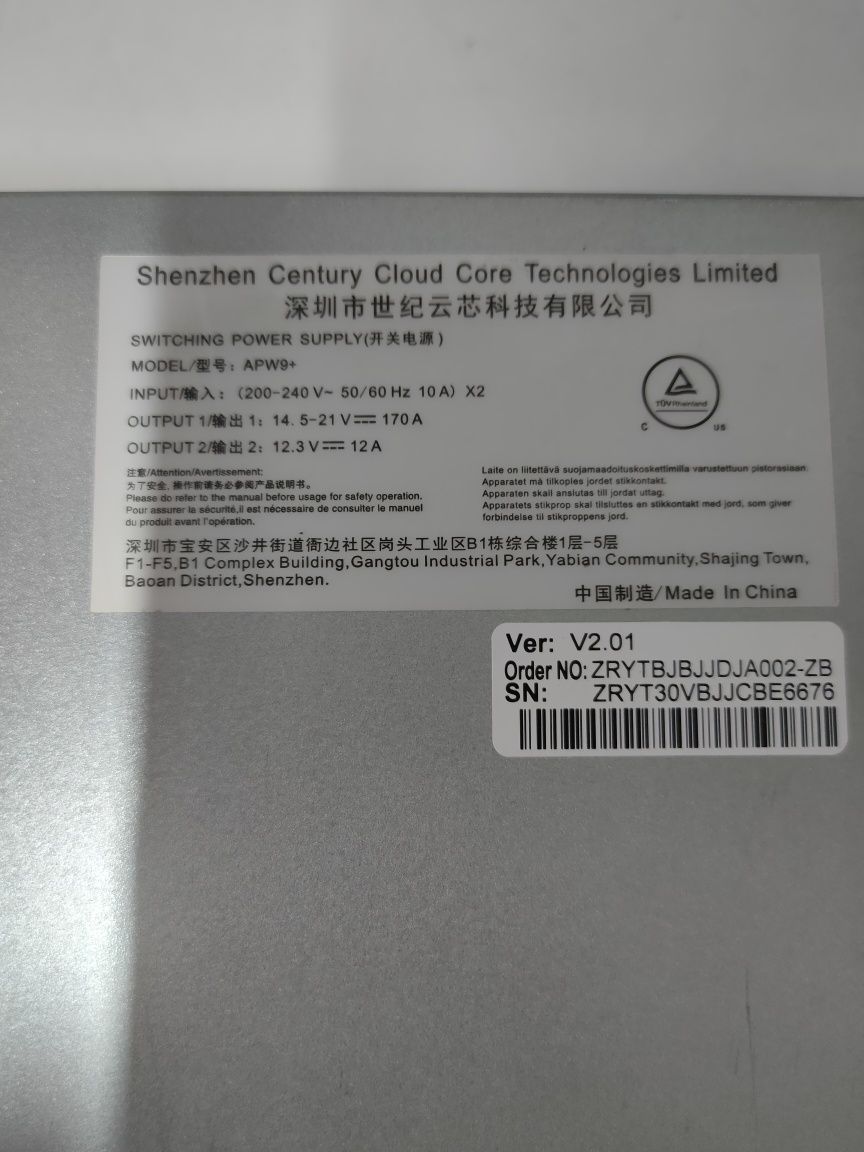 Shenzhen Century Cloud Core Technologies Limited
深圳市世纪云芯科技有限公司
SWITCHING POWER SUPPLY(开关电源)
MODEL/型号: APW9+
INPUT/输入: (200-240 V~ 50/60 Hz 10 A) X2
OUTPUT 1/输出 1: 14. 5-21 V⎓ 170 A
OUTPUT 2/输出 2: 12.3 V⎓ 12 A
TÜVRheinland
C US
注意/Attention/Avertissement:
为了安全, 操作前请务必参阅产品说明书。
Please do refer to the manual before usage for safety operation.
Pour assurer la sécurité,il est nécessaire de consulter le manuel
du produit avant l'opération.
Laite on liitettävä suojamaadoituskoskettimilla varustettuun pistorasiaan.
Apparatet må tilkoples jordet stikkontakt.
Apparaten skall anslutas till jordat uttag.
Apparatets stikprop skal tilsluttes en stikkontakt med jord, som giver
forbindelse til stikproppens jord.
深圳市宝安区沙井街道衙边社区岗头工业区B1栋综合楼1层-5层
F1-F5,B1 Complex Building,Gangtou Industrial Park,Yabian Community,Shajing Town,
Baoan District,Shenzhen.
中国制造/Made In China
Ver: V2.01
Order NO: ZRYTBJBJJDJA002-ZB
SN: ZRYT30VBJJCBE6676